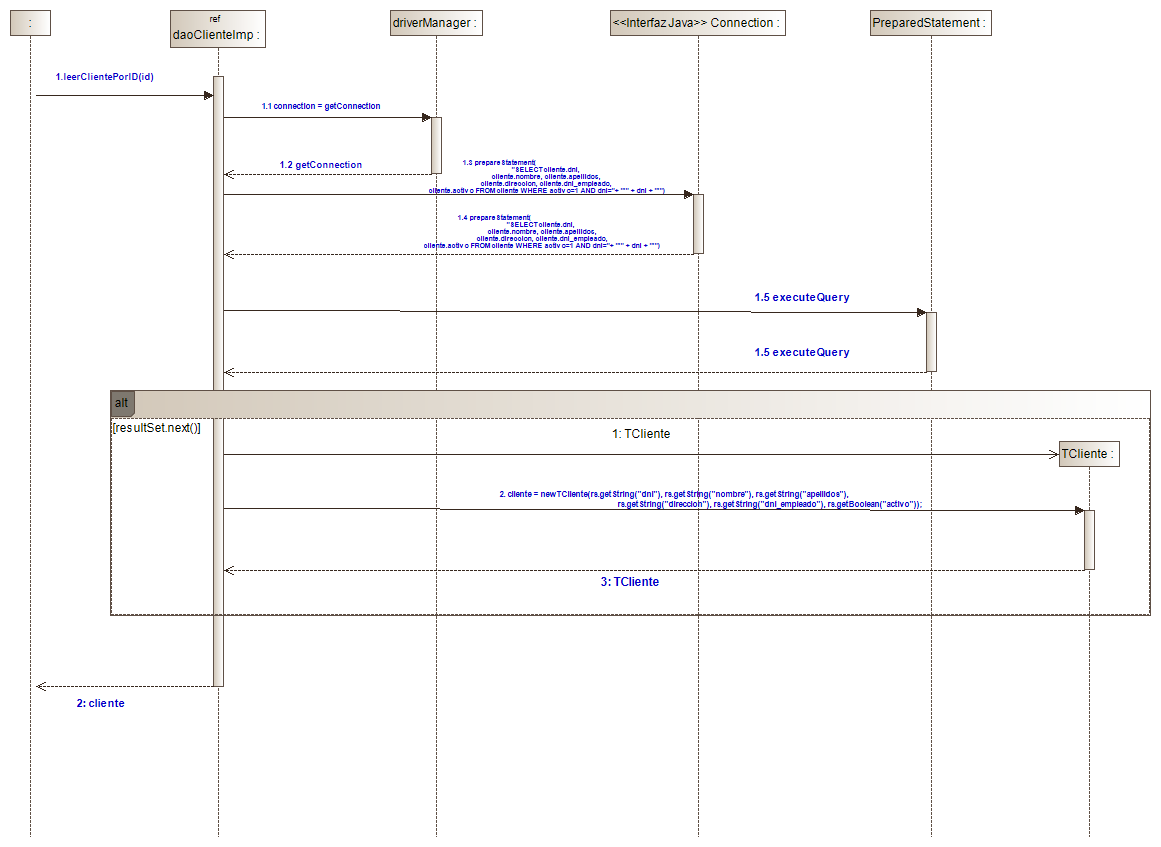 :
ref
daoClienteImp :
driverManager :
<<Interfaz Java>> Connection :
PreparedStatement :
1.leerClientePorID(id)
1.1 connection = getConnection
1.2 getConnection
1.3 prepareStatement(
"SELECT cliente.dni,
cliente.nombre, cliente.apellidos,
cliente.direccion, cliente.dni_empleado,
cliente.activo FROM cliente WHERE activo=1 AND dni="+ "'" + dni + "'")
1.4 prepareStatement(
"SELECT cliente.dni,
cliente.nombre, cliente.apellidos,
cliente.direccion, cliente.dni_empleado,
cliente.activo FROM cliente WHERE activo=1 AND dni="+ "'" + dni + "'")
1.5 executeQuery
1.5 executeQuery
alt
[resultSet.next()]
1: TCliente
TCliente :
2. cliente = new TCliente(rs.getString("dni"), rs.getString("nombre"), rs.getString("apellidos"),
rs.getString("direccion"), rs.getString("dni_empleado"), rs.getBoolean("activo"));
3: TCliente
2: cliente